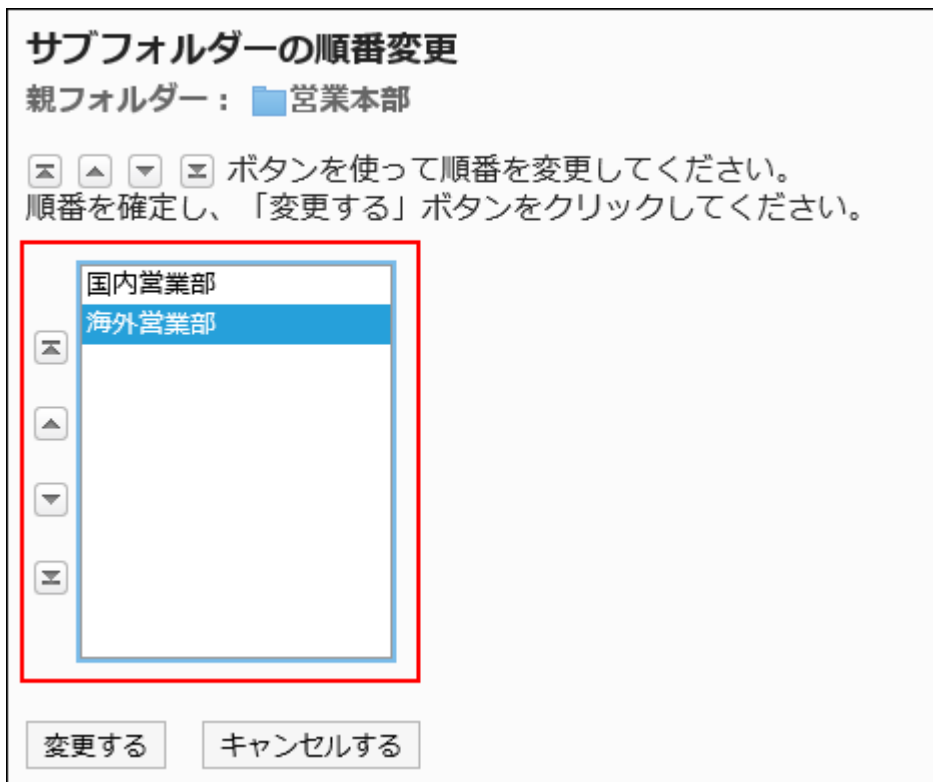 サブフォルダーの順番変更
親フォルダー： 営業本部
ボタンを使って順番を変更してください。
順番を確定し、「変更する」ボタンをクリックしてください。
国内営業部
海外営業部
変更する
キャンセルする